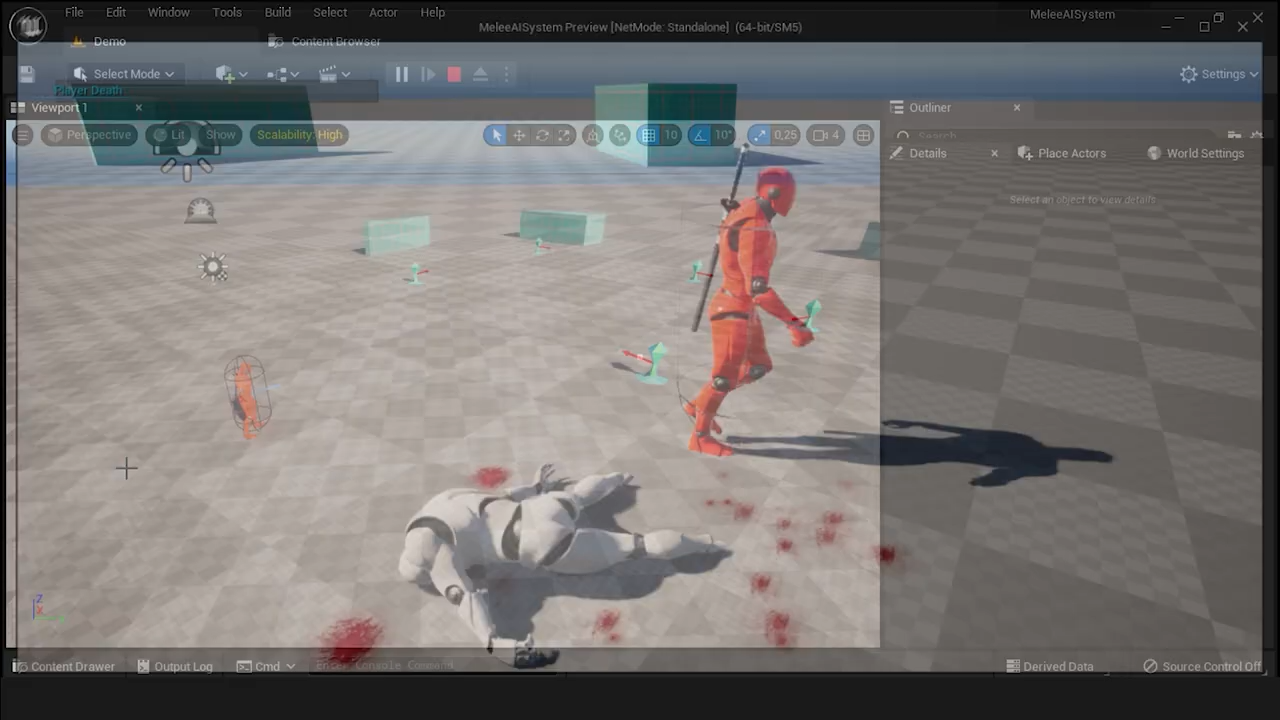 File Edit Window Tools Build Select Actor Help
MeleeAISystem
MeleeAISystem Preview [NetMode: Standalone] (64-bit/SM5)
Demo
Content Browser
Select Mode
Settings
Player Death
Viewport 1
Outliner
Perspective Lit Show Scalability: High
10 10° 0,25 4
Search
Details
Place Actors
World Settings
Select an object to view details
Z
X
Content Drawer
Output Log
Cmd
Enter Console Command
Derived Data
Source Control Off